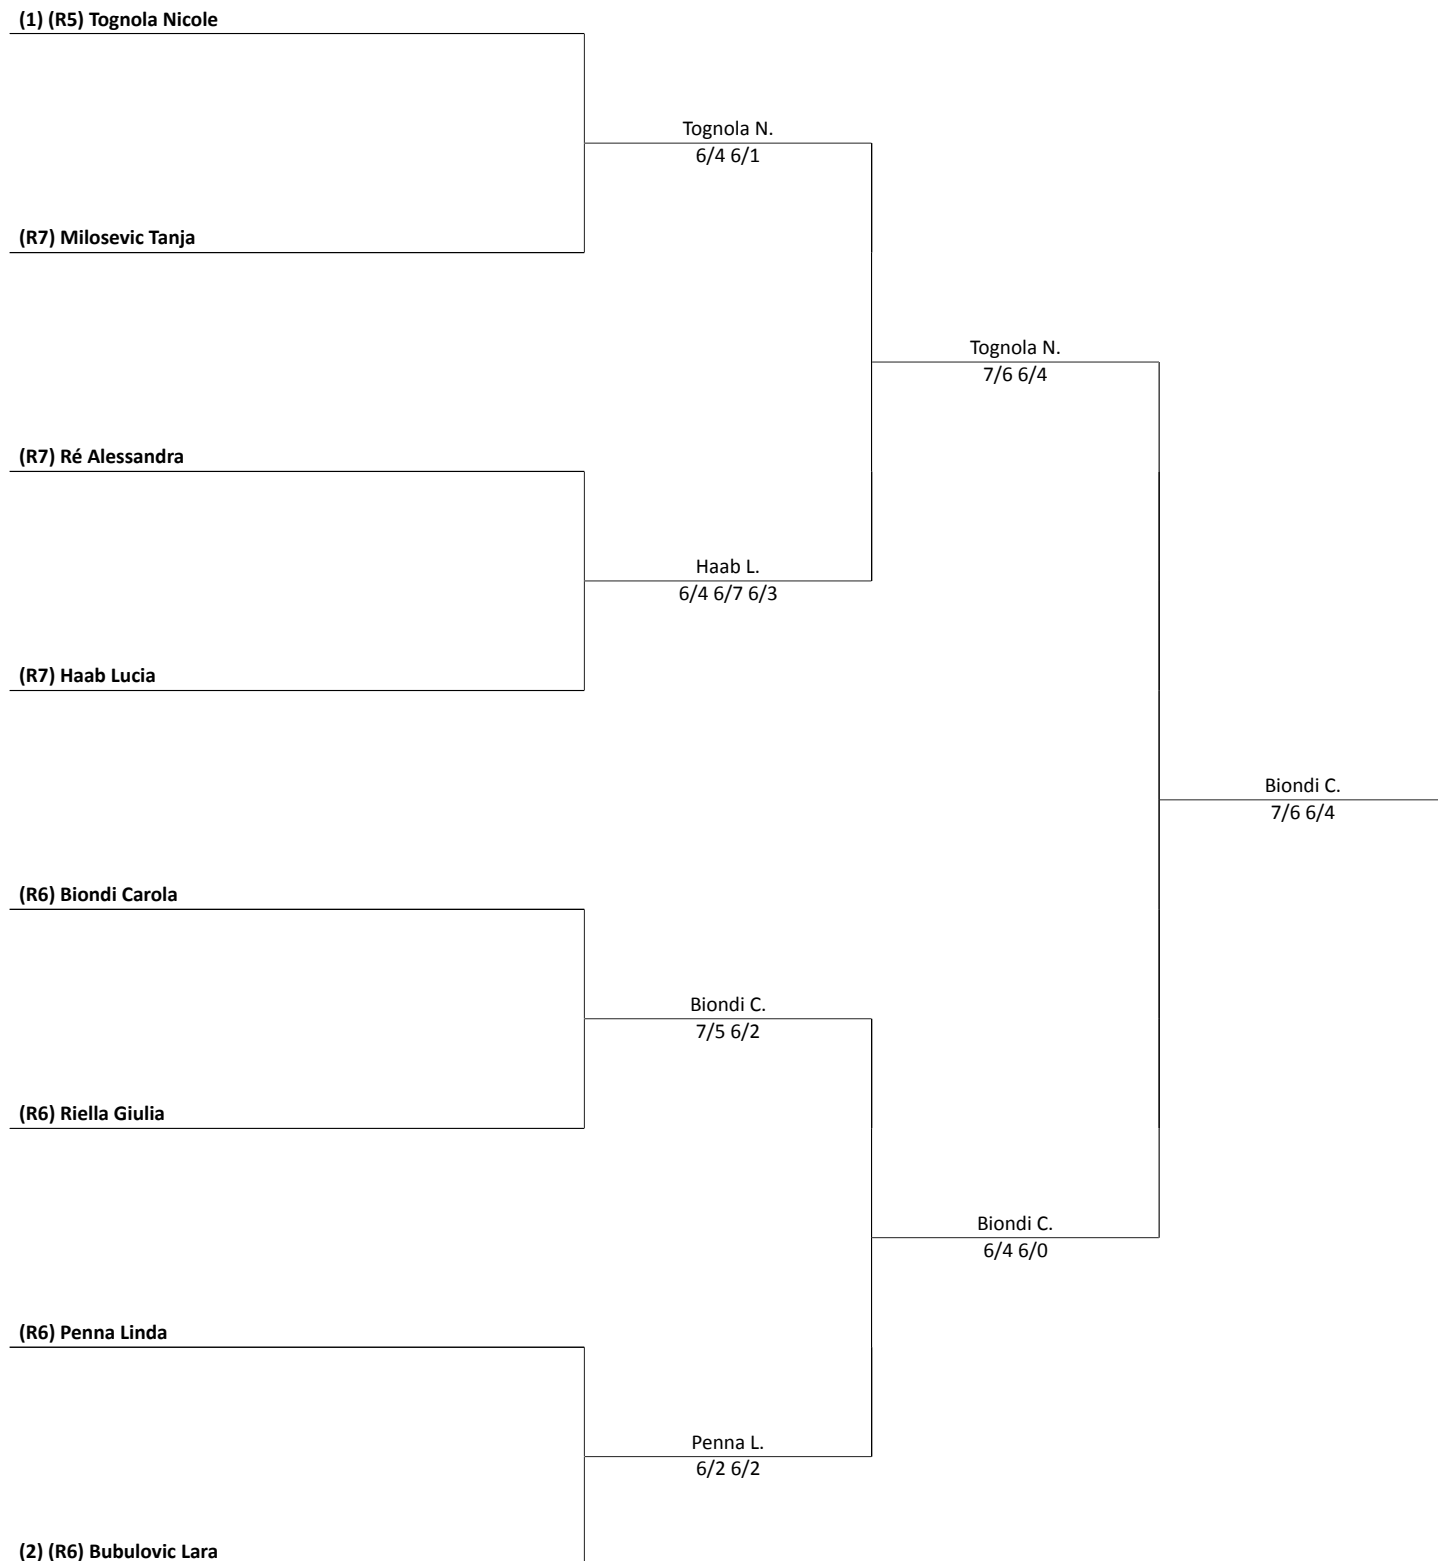 (1) (R5) Tognola Nicole
Tognola N.
6/4 6/1
(R7) Milosevic Tanja
Tognola N.
7/6 6/4
(R7) Ré Alessandra
Haab L.
6/4 6/7 6/3
(R7) Haab Lucia
Biondi C.
7/6 6/4
(R6) Biondi Carola
Biondi C.
7/5 6/2
(R6) Riella Giulia
Biondi C.
6/4 6/0
(R6) Penna Linda
Penna L.
6/2 6/2
(2) (R6) Bubulovic Lara